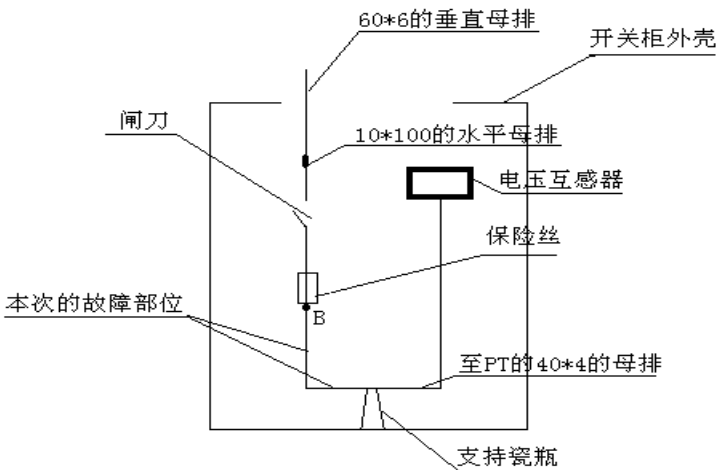 60*6的垂直母排
开关柜外壳
闸刀
10*100的水平母排
电压互感器
保险丝
本次的故障部位
B
至PT的40*4的母排
支持瓷瓶